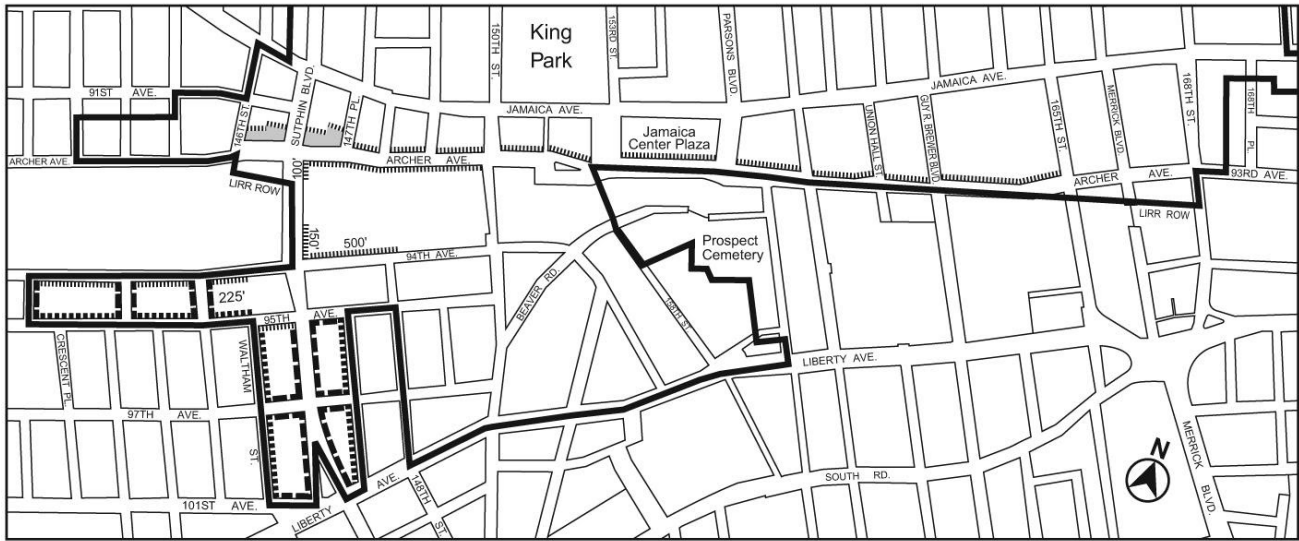 King
Park
150TH ST.
153RD ST.
PARSONS BLVD.
91ST AVE.
146TH ST.
SUTPHIN BLVD.
147TH PL.
JAMAICA AVE.
JAMAICA AVE.
168TH ST.
168TH PL.
UNION HALL ST.
GUY R. BREWER BLVD.
165TH ST.
MERRICK BLVD.
Jamaica
Center Plaza
ARCHER AVE.
100'
ARCHER AVE.
ARCHER AVE.
93RD AVE.
LIRR ROW
LIRR ROW
150'
500'
94TH AVE.
Prospect
Cemetery
BEAVER RD.
158TH ST.
225'
95TH AVE.
CRESCENT PL.
WALTHAM ST.
LIBERTY AVE.
97TH AVE.
MERRICK BLVD.
N
SOUTH RD.
148TH ST.
101ST AVE.
LIBERTY AVE.